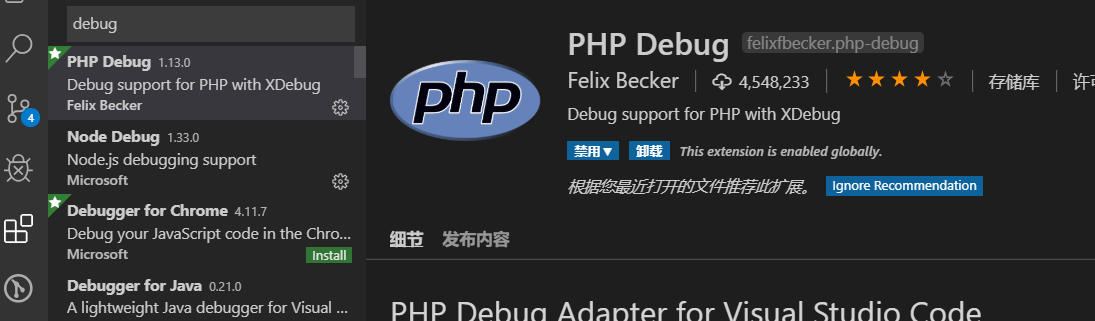 debug
PHP Debug 1.13.0
Debug support for PHP with XDebug
Felix Becker
4
Node Debug 1.33.0
Node.js debugging support
Microsoft
Debugger for Chrome 4.11.7
Debug your JavaScript code in the Chro...
Microsoft Install
Debugger for Java 0.21.0
A lightweight Java debugger for Visual ...
php
PHP Debug felixfbecker.php-debug
Felix Becker 4,548,233 存储库 许可
Debug support for PHP with XDebug
禁用 卸载 This extension is enabled globally.
根据您最近打开的文件推荐此扩展。 Ignore Recommendation
细节 发布内容
PHP Debug Adapter for Visual Studio Code